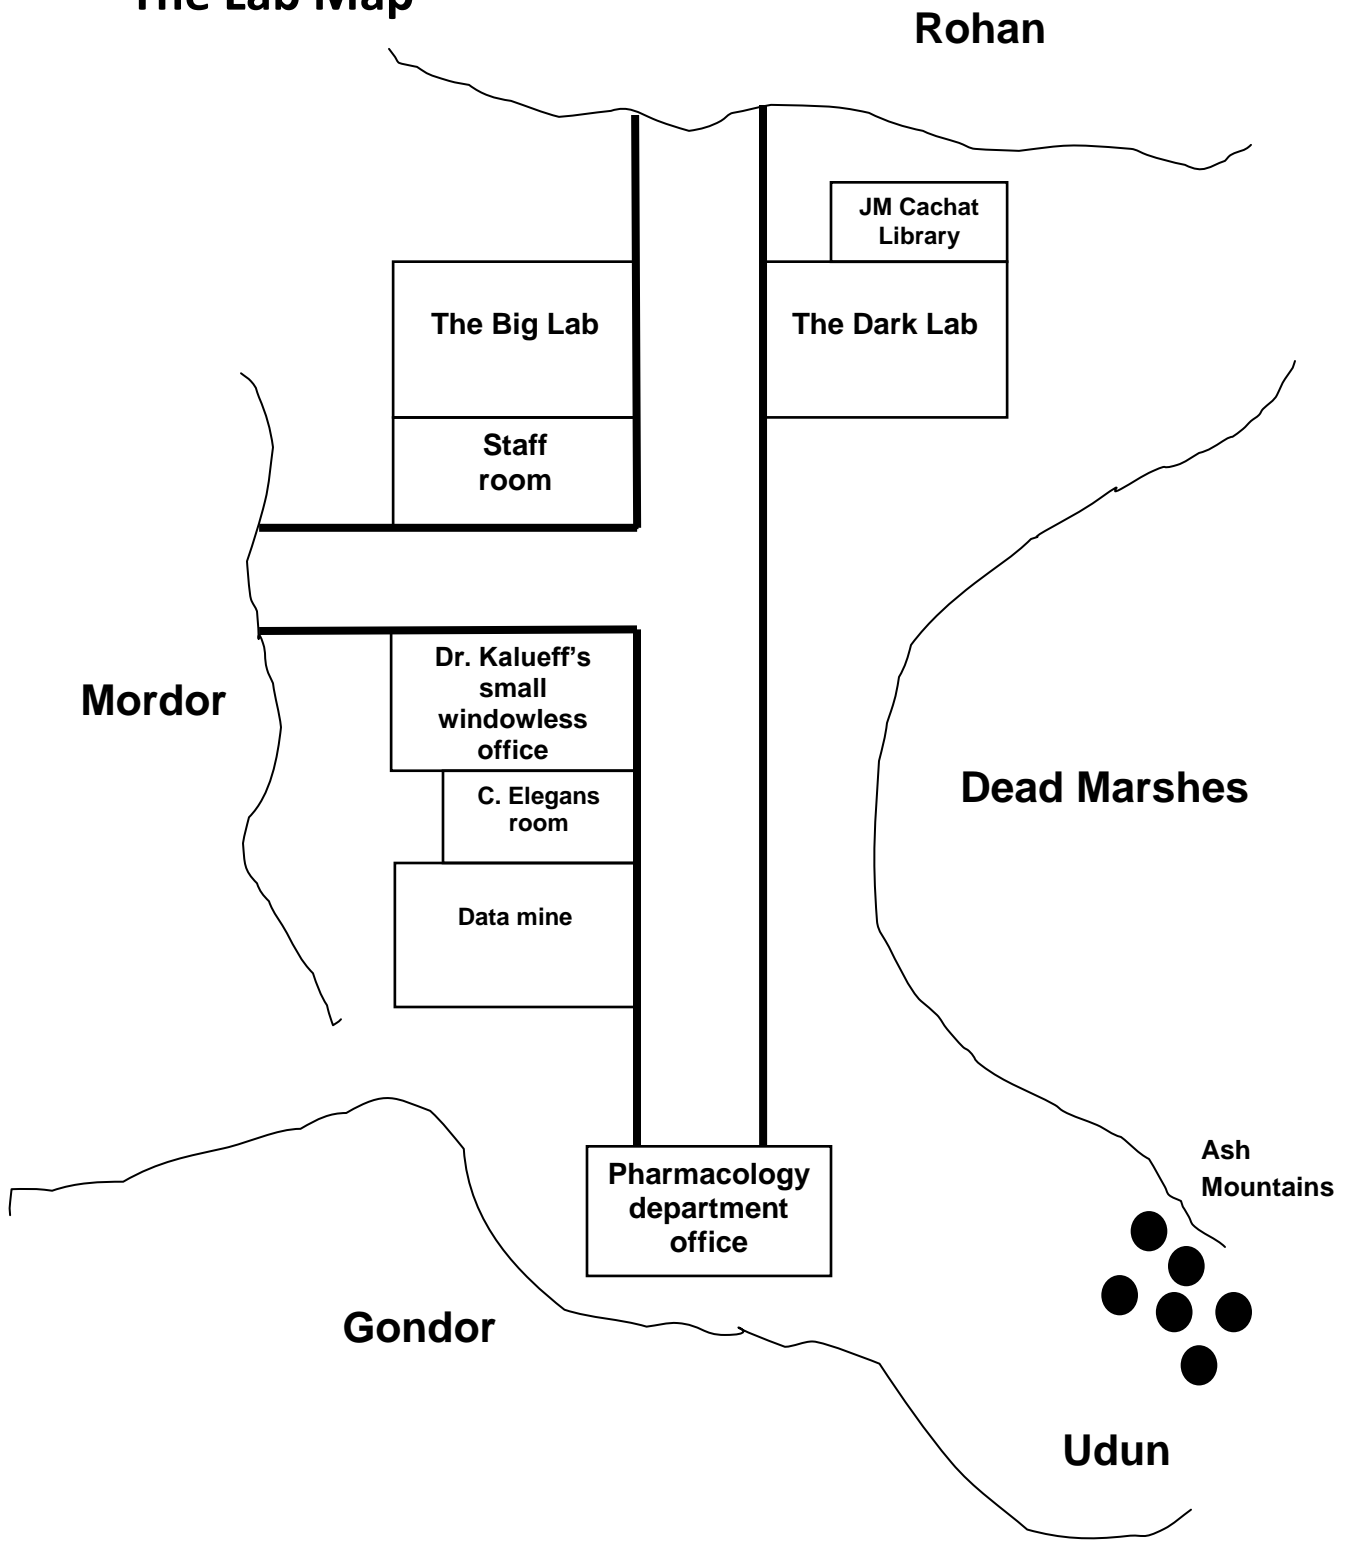 The Lab Map
Rohan
JM Cachat
Library
The Big Lab
The Dark Lab
Staff
room
Dr. Kalueff’s
small
windowless
office
Mordor
C. Elegans
room
Dead Marshes
Data mine
Ash
Mountains
Pharmacology
department
office
Gondor
Udun